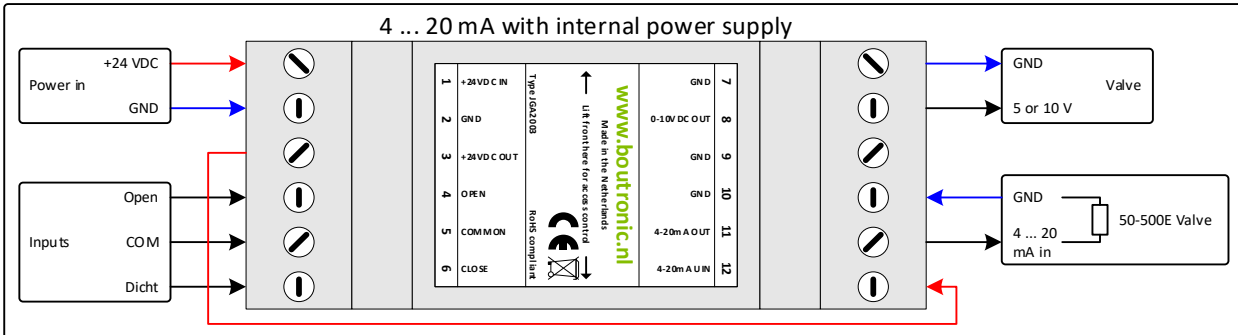 4 ... 20 mA with internal power supply
+24 VDC
Power in
GND
Open
Inputs
COM
Dicht
1 +24VDC IN
2 GND
3 +24VDC OUT
4 OPEN
5 COMMON
6 CLOSE
Type JGA2003
RoHS compliant
Lift front here for access control
Made in the Netherlands
www.boutronic.nl
GND 7
0-10V DC OUT 8
GND 9
GND 10
4-20mA OUT 11
4-20mA U IN 12
GND
Valve
5 or 10 V
GND
50-500E Valve
4 ... 20
mA in